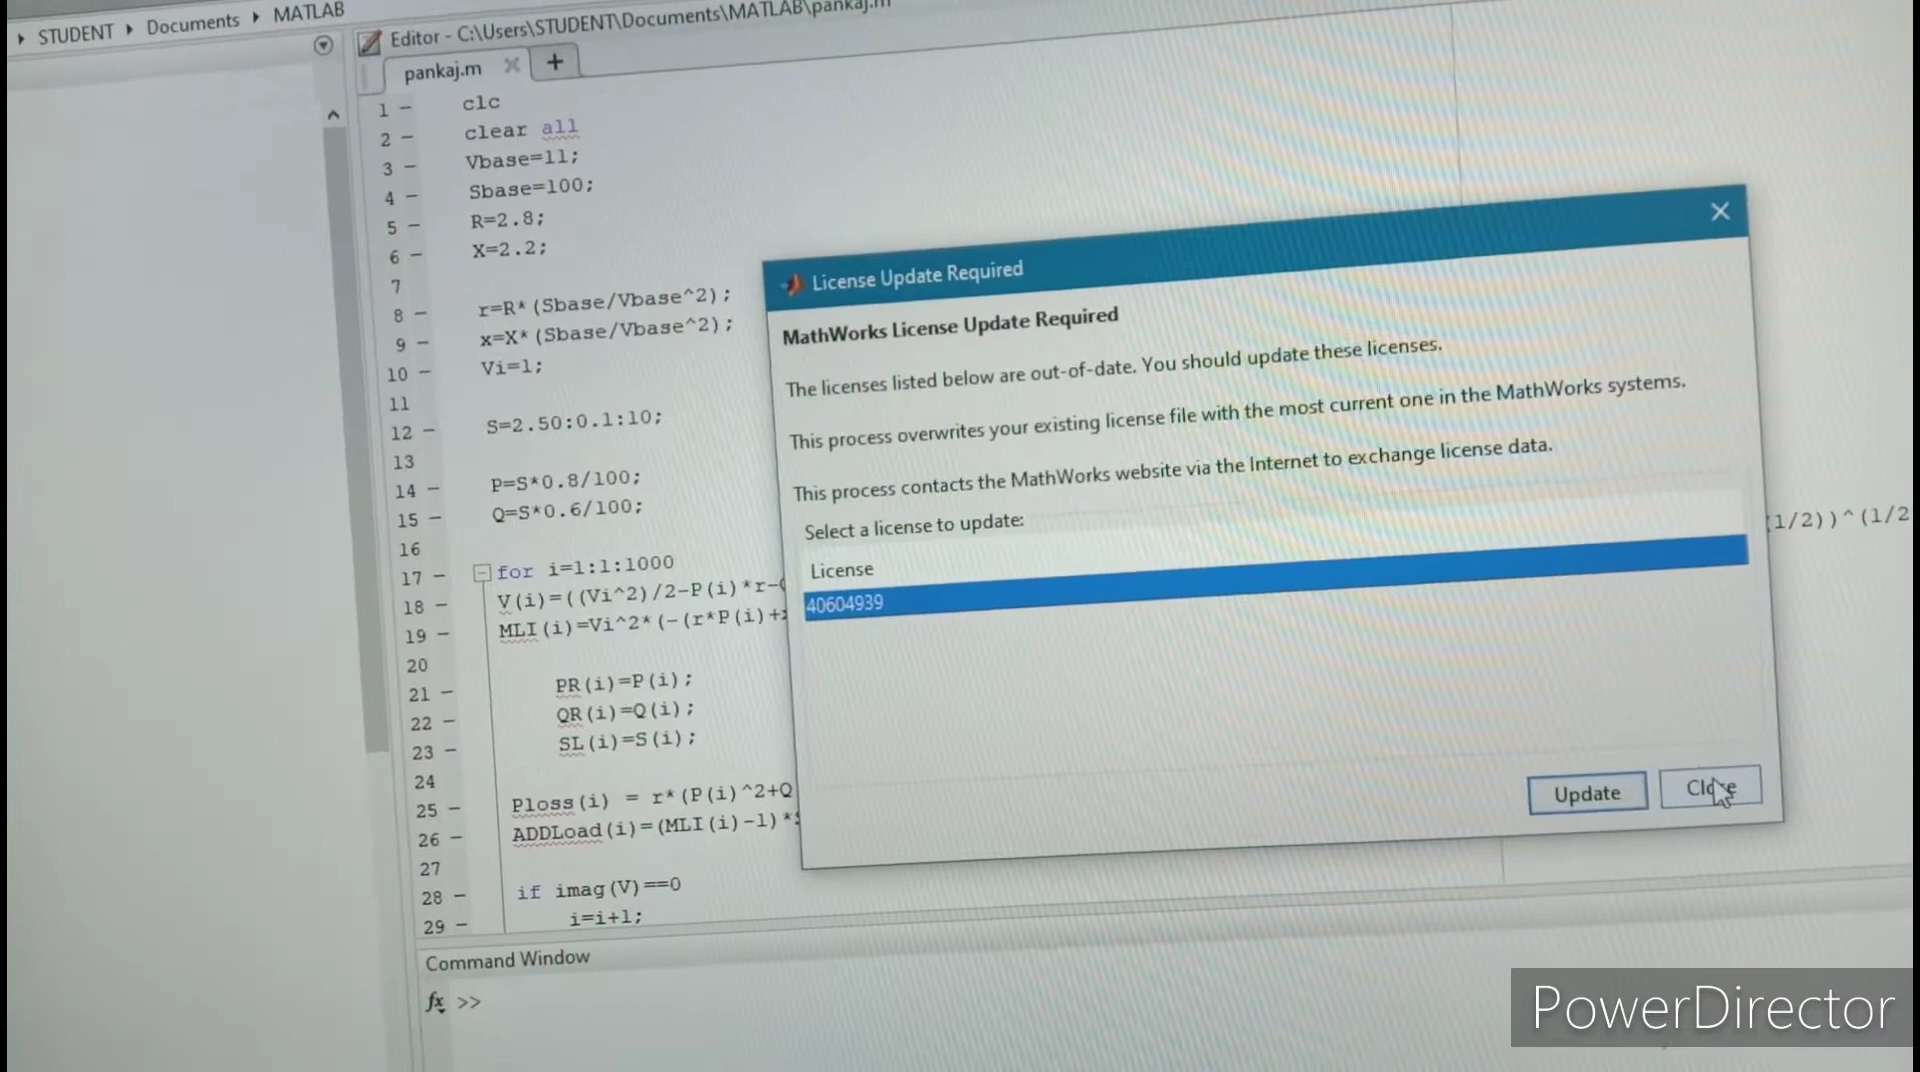 STUDENT Documents MATLAB
Editor - C:\Users\STUDENT\Documents\MATLAB\pankaj.m
pankaj.m
1 - clc
2 - clear all
3 - Vbase=11;
4 - Sbase=100;
5 - R=2.8;
6 - X=2.2;
7
8 - r=R*(Sbase/Vbase^2);
9 - x=X*(Sbase/Vbase^2);
10 - Vi=1;
11
12 - S=2.50:0.1:10;
13
14 - P=S*0.8/100;
15 - Q=S*0.6/100;
16
17 - for i=1:1:1000
18 - V(i)=((Vi^2)/2-P(i)*r-
19 - MLI(i)=Vi^2*(-(r*P(i)+
20
21 - PR(i)=P(i);
22 - QR(i)=Q(i);
23 - SL(i)=S(i);
24
25 - Ploss(i) = r*(P(i)^2+Q
26 - ADDLoad(i)=(MLI(i)-1)*
27
28 - if imag(V)==0
29 - i=i+1;
(1/2))^(1/2
License Update Required
MathWorks License Update Required
The licenses listed below are out-of-date. You should update these licenses.
This process overwrites your existing license file with the most current one in the MathWorks systems.
This process contacts the MathWorks website via the Internet to exchange license data.
Select a license to update:
License
40604939
Update Close
Command Window
fx >>
PowerDirector